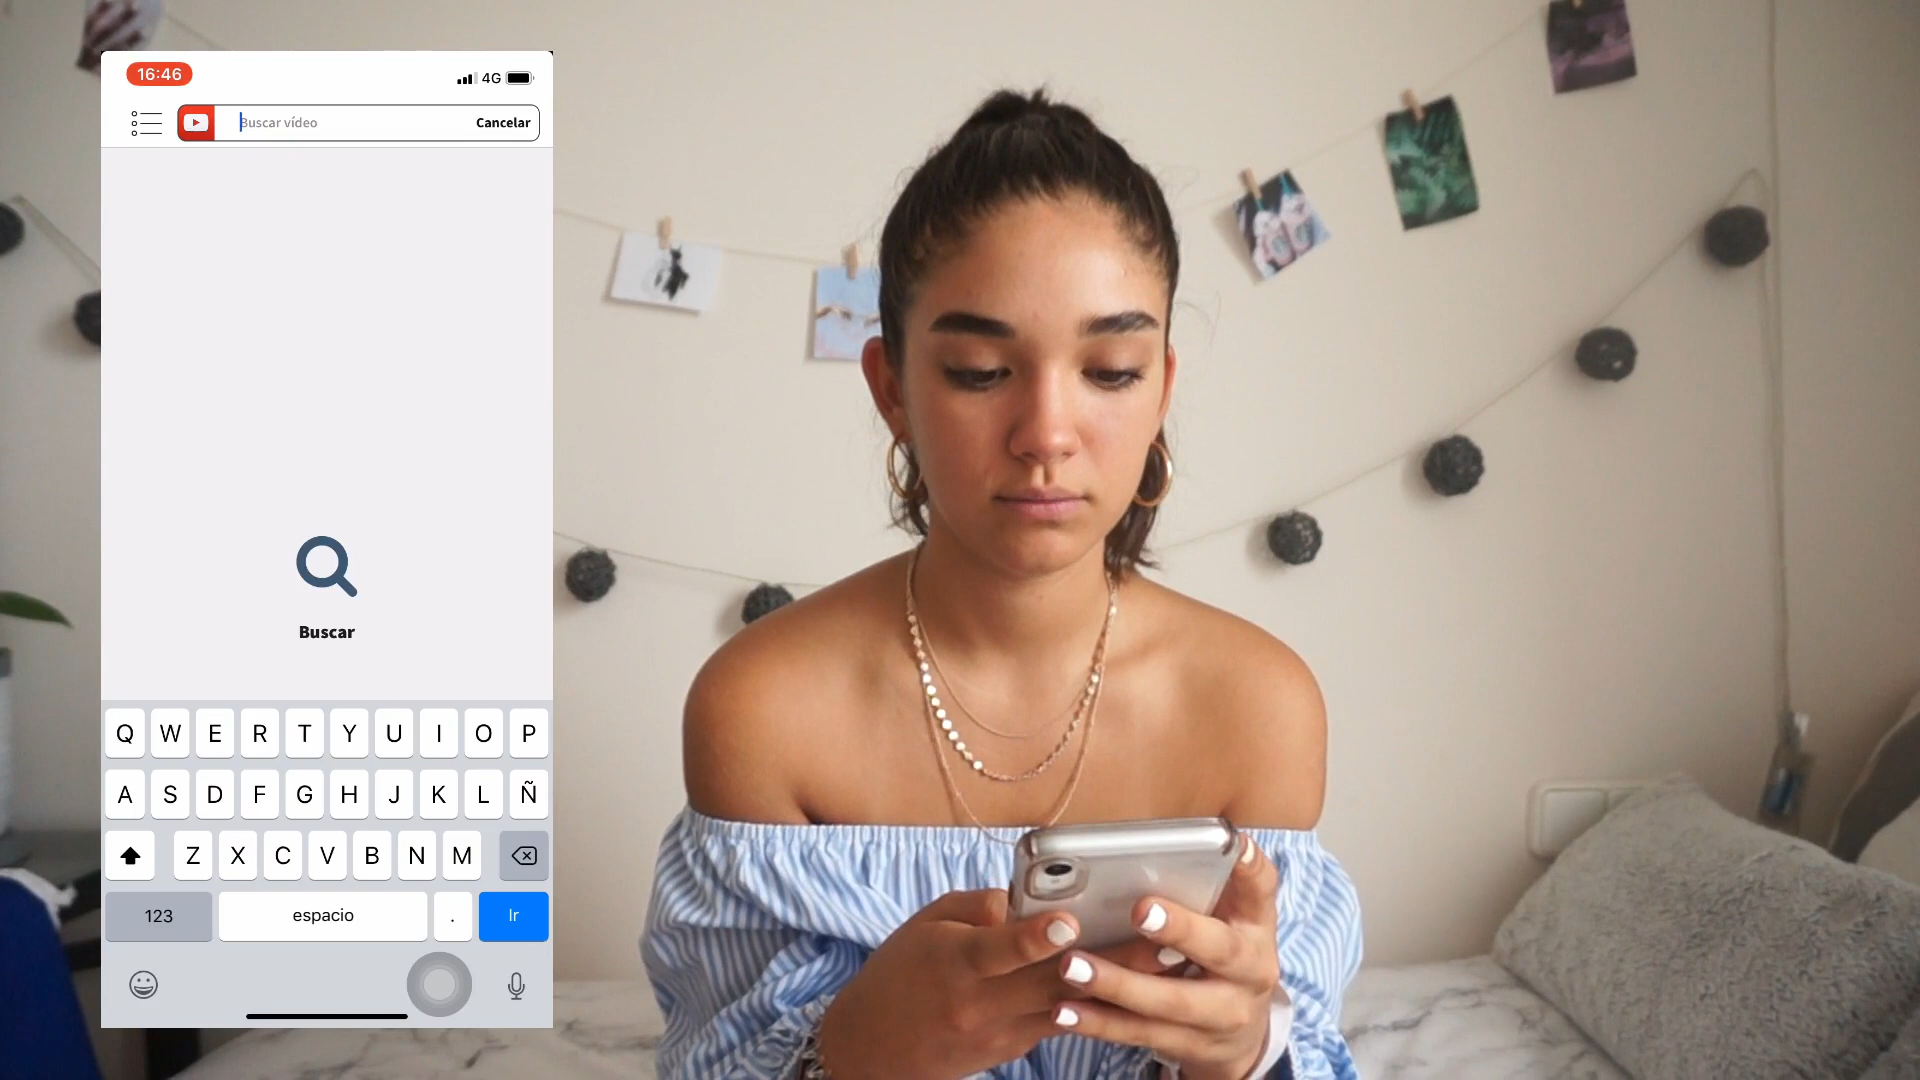 16:46
4G
Buscar vídeo
Cancelar
Buscar
Q W E R T Y U I O P
A S D F G H J K L Ñ
Z X C V B N M
123 espacio . Ir